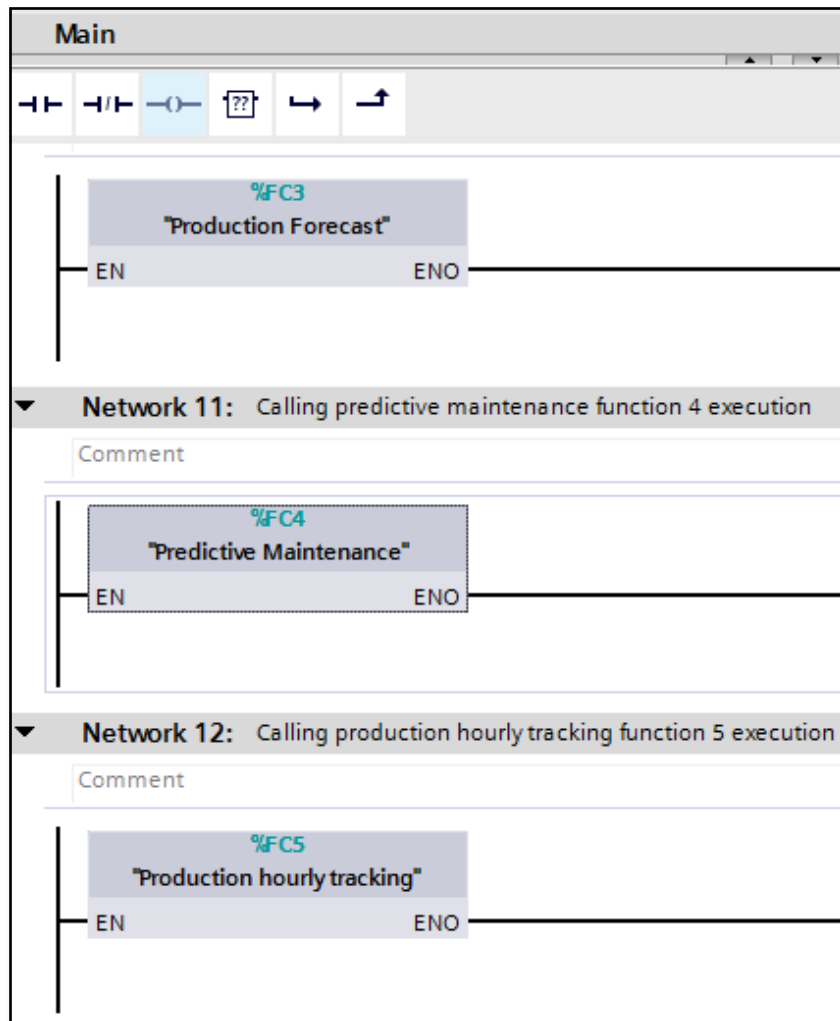 Main
??
%FC3
"Production Forecast"
EN ENO
Network 11: Calling predictive maintenance function 4 execution
Comment
%FC4
"Predictive Maintenance"
EN ENO
Network 12: Calling production hourly tracking function 5 execution
Comment
%FC5
"Production hourly tracking"
EN ENO